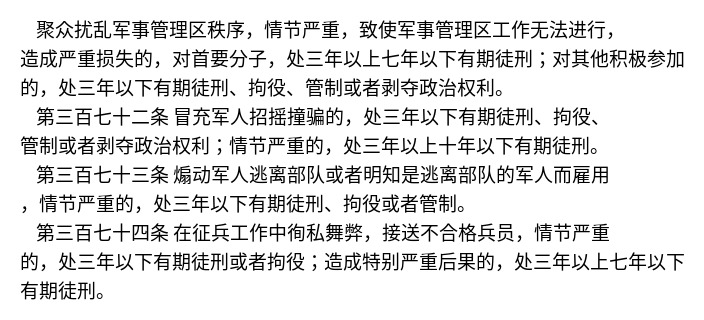 聚众扰乱军事管理区秩序，情节严重，致使军事管理区工作无法进行，
造成严重损失的，对首要分子，处三年以上七年以下有期徒刑；对其他积极参加
的，处三年以下有期徒刑、拘役、管制或者剥夺政治权利。
第三百七十二条 冒充军人招摇撞骗的，处三年以下有期徒刑、拘役、
管制或者剥夺政治权利；情节严重的，处三年以上十年以下有期徒刑。
第三百七十三条 煽动军人逃离部队或者明知是逃离部队的军人而雇用
，情节严重的，处三年以下有期徒刑、拘役或者管制。
第三百七十四条 在征兵工作中徇私舞弊，接送不合格兵员，情节严重
的，处三年以下有期徒刑或者拘役；造成特别严重后果的，处三年以上七年以下
有期徒刑。